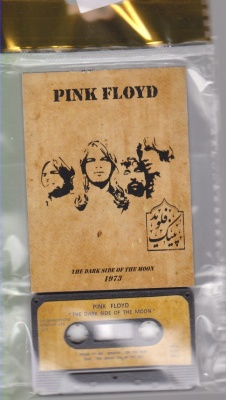 PINK FLOYD
پینک فلوید
THE DARK SIDE OF THE MOON
1973
PINK FLOYD
"THE DARK SIDE OF THE MOON"